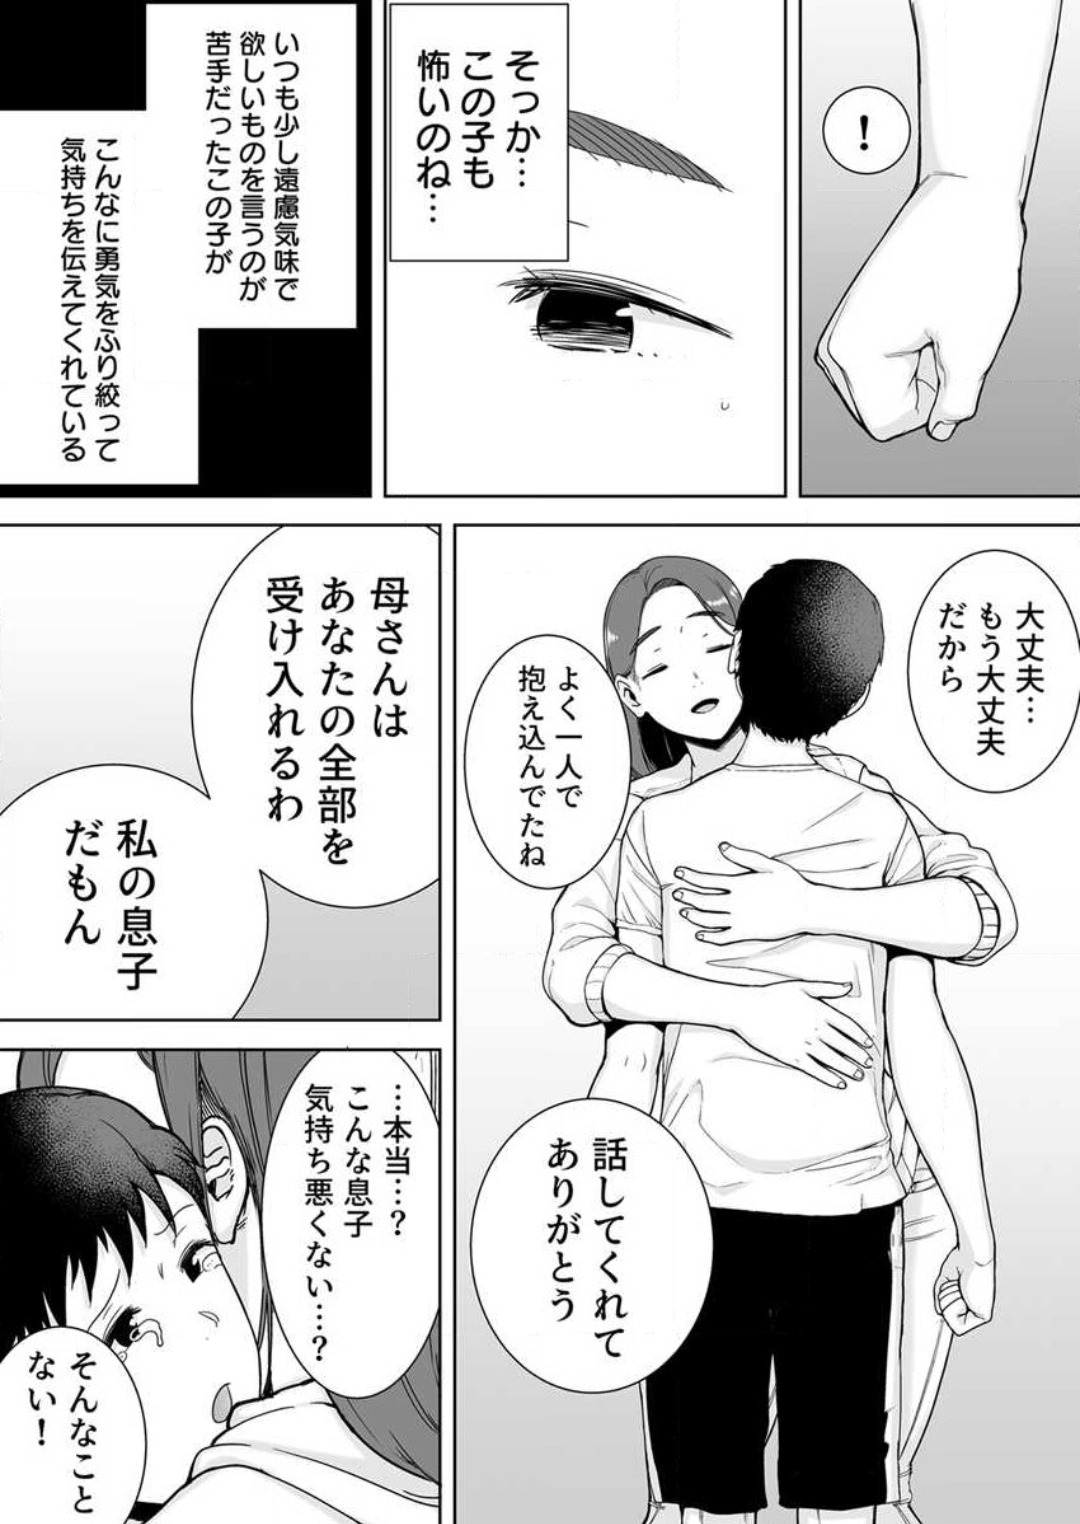 ！
そっか…
この子も
怖いのね…
いつも少し遠慮気味で
欲しいものを言うのが
苦手だったこの子が
こんなに勇気をふり絞って
気持ちを伝えてくれている
大丈夫…
もう大丈夫
だから
よく一人で
抱え込んでたね
話してくれて
ありがとう
母さんは
あなたの全部を
受け入れるわ
私の息子
だもん
…本当…？
こんな息子
気持ち悪くない…？
そんなこと
ない！